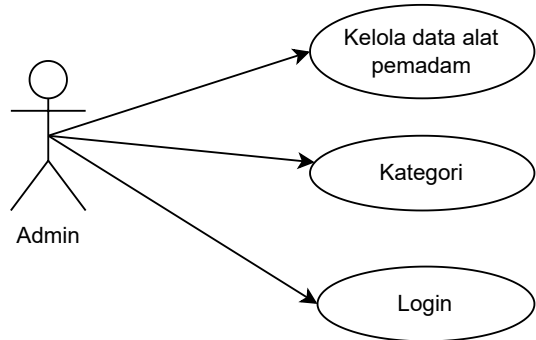 Kelola data alat
pemadam
Kategori
Admin
Login